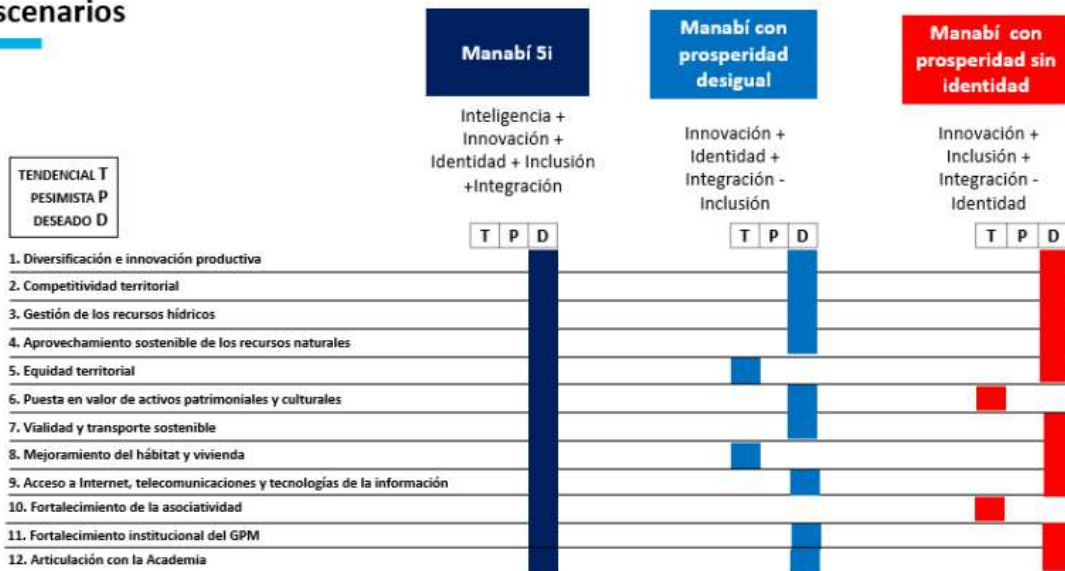 scenarios
Manabí 5i
Inteligencia +
Innovación +
Identidad + Inclusión
+Integración
Manabí con
prosperidad
desigual
Innovación +
Identidad +
Integración -
Inclusión
Manabí con
prosperidad sin
identidad
Innovación +
Inclusión +
Integración -
Identidad
TENDENCIAL T
PESIMISTA P
DESEADO D
T P D
T P D
T P D
1. Diversificación e innovación productiva
2. Competitividad territorial
3. Gestión de los recursos hídricos
4. Aprovechamiento sostenible de los recursos naturales
5. Equidad territorial
6. Puesta en valor de activos patrimoniales y culturales
7. Vialidad y transporte sostenible
8. Mejoramiento del hábitat y vivienda
9. Acceso a Internet, telecomunicaciones y tecnologías de la información
10. Fortalecimiento de la asociatividad
11. Fortalecimiento institucional del GPM
12. Articulación con la Academia